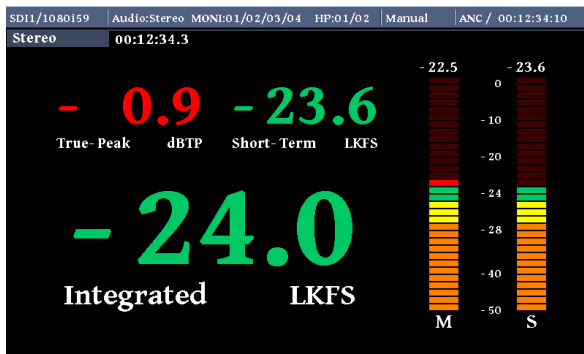 SDI1/1080i59 Audio:Stereo MONI:01/02/03/04 HP:01/02 Manual ANC / 00:12:34:10
Stereo 00:12:34.3
-22.5 -23.6
- 0.9 -23.6
True-Peak dBTP Short-Term LKFS
-24.0
Integrated LKFS
0
-10
-20
-24
-28
-40
-50
M S